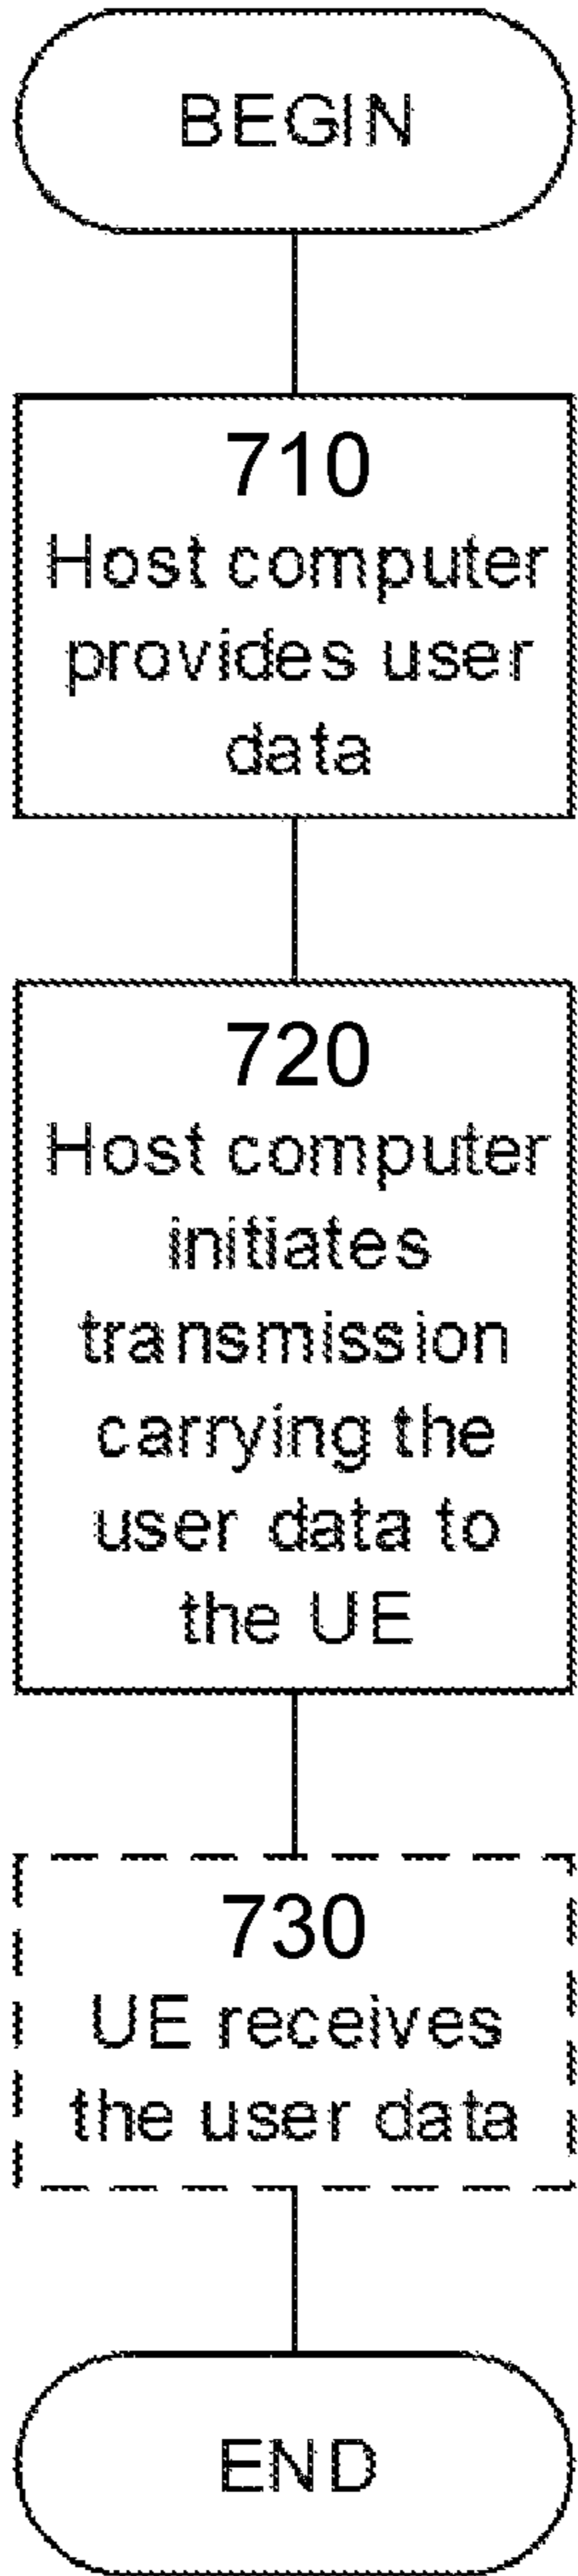 BEGIN
710
Host computer
provides user
data
720
Host computer
initiates
transmission
carrying the
user data to
the UE
730
UE receives
the user data
END